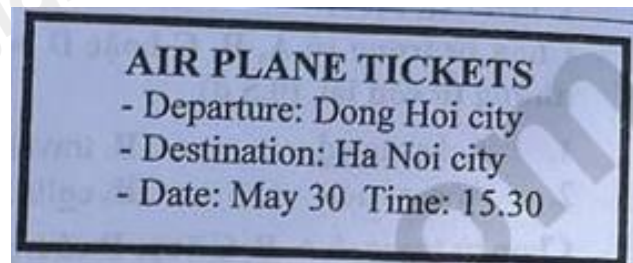 AIR PLANE TICKETS
- Departure: Dong Hoi city
- Destination: Ha Noi city
- Date: May 30 Time: 15.30